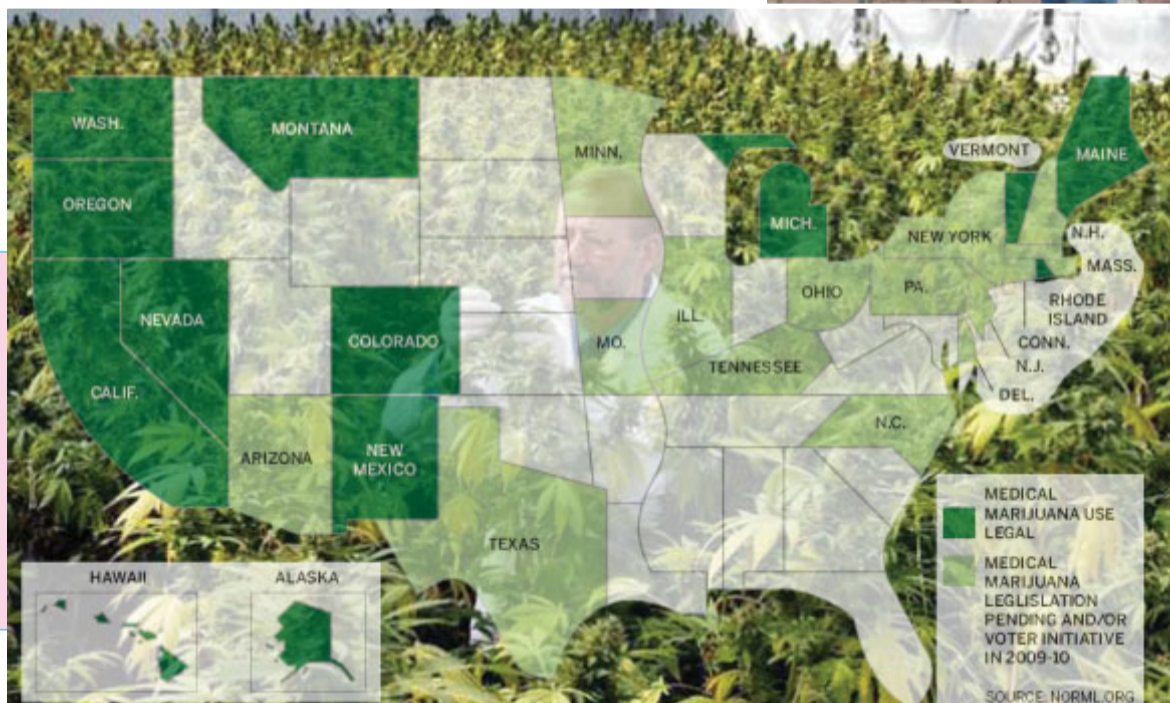 WASH.
MONTANA
MINN.
VERMONT
MAINE
OREGON
MICH.
NEW YORK
N.H.
MASS.
NEVADA
COLORADO
OHIO
PA.
RHODE
ISLAND
ILL.
MO.
CONN.
CALIF.
TENNESSEE
N.J.
DEL.
ARIZONA
NEW
MEXICO
N.C.
TEXAS
HAWAII
ALASKA
MEDICAL
MARIJUANA USE
LEGAL
MEDICAL
MARIJUANA
LEGLISLATION
PENDING AND/OR
VOTER INITIATIVE
IN 2009-10
SOURCE: NORML.ORG